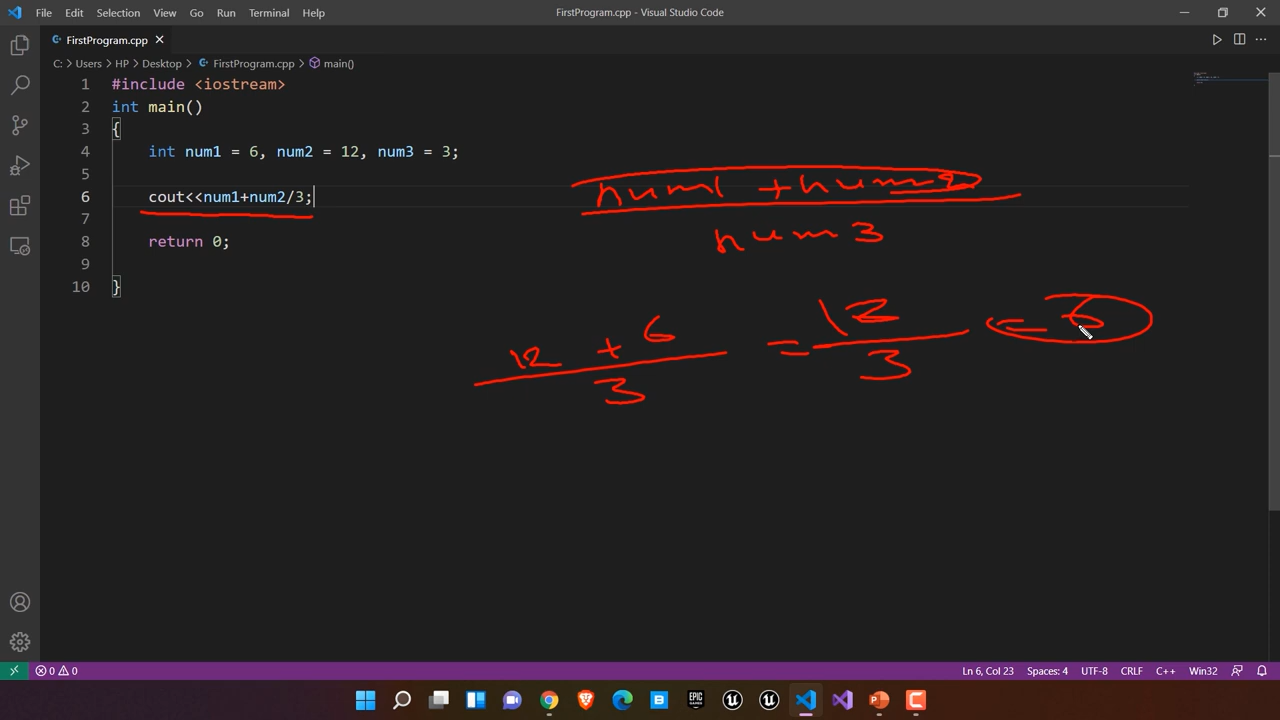 File Edit Selection View Go Run Terminal Help FirstProgram.cpp - Visual Studio Code
FirstProgram.cpp
C: > Users > HP > Desktop > FirstProgram.cpp > main()
1 #include <iostream>
2 int main()
3 {
4 int num1 = 6, num2 = 12, num3 = 3;
5
6 cout<<num1+num2/3;
7
8 return 0;
9
10 }
num1 + num2
num3
12 + 6
3
= 12
3
= 6
0 0 Ln 6, Col 23 Spaces: 4 UTF-8 CRLF C++ Win32
EPIC GAMES